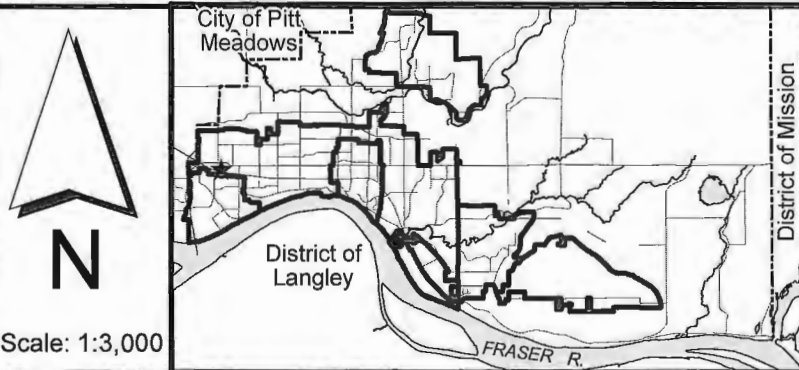 City of Pitt
Meadows
District of Mission
District of
Langley
N
Scale: 1:3,000
FRASER R.